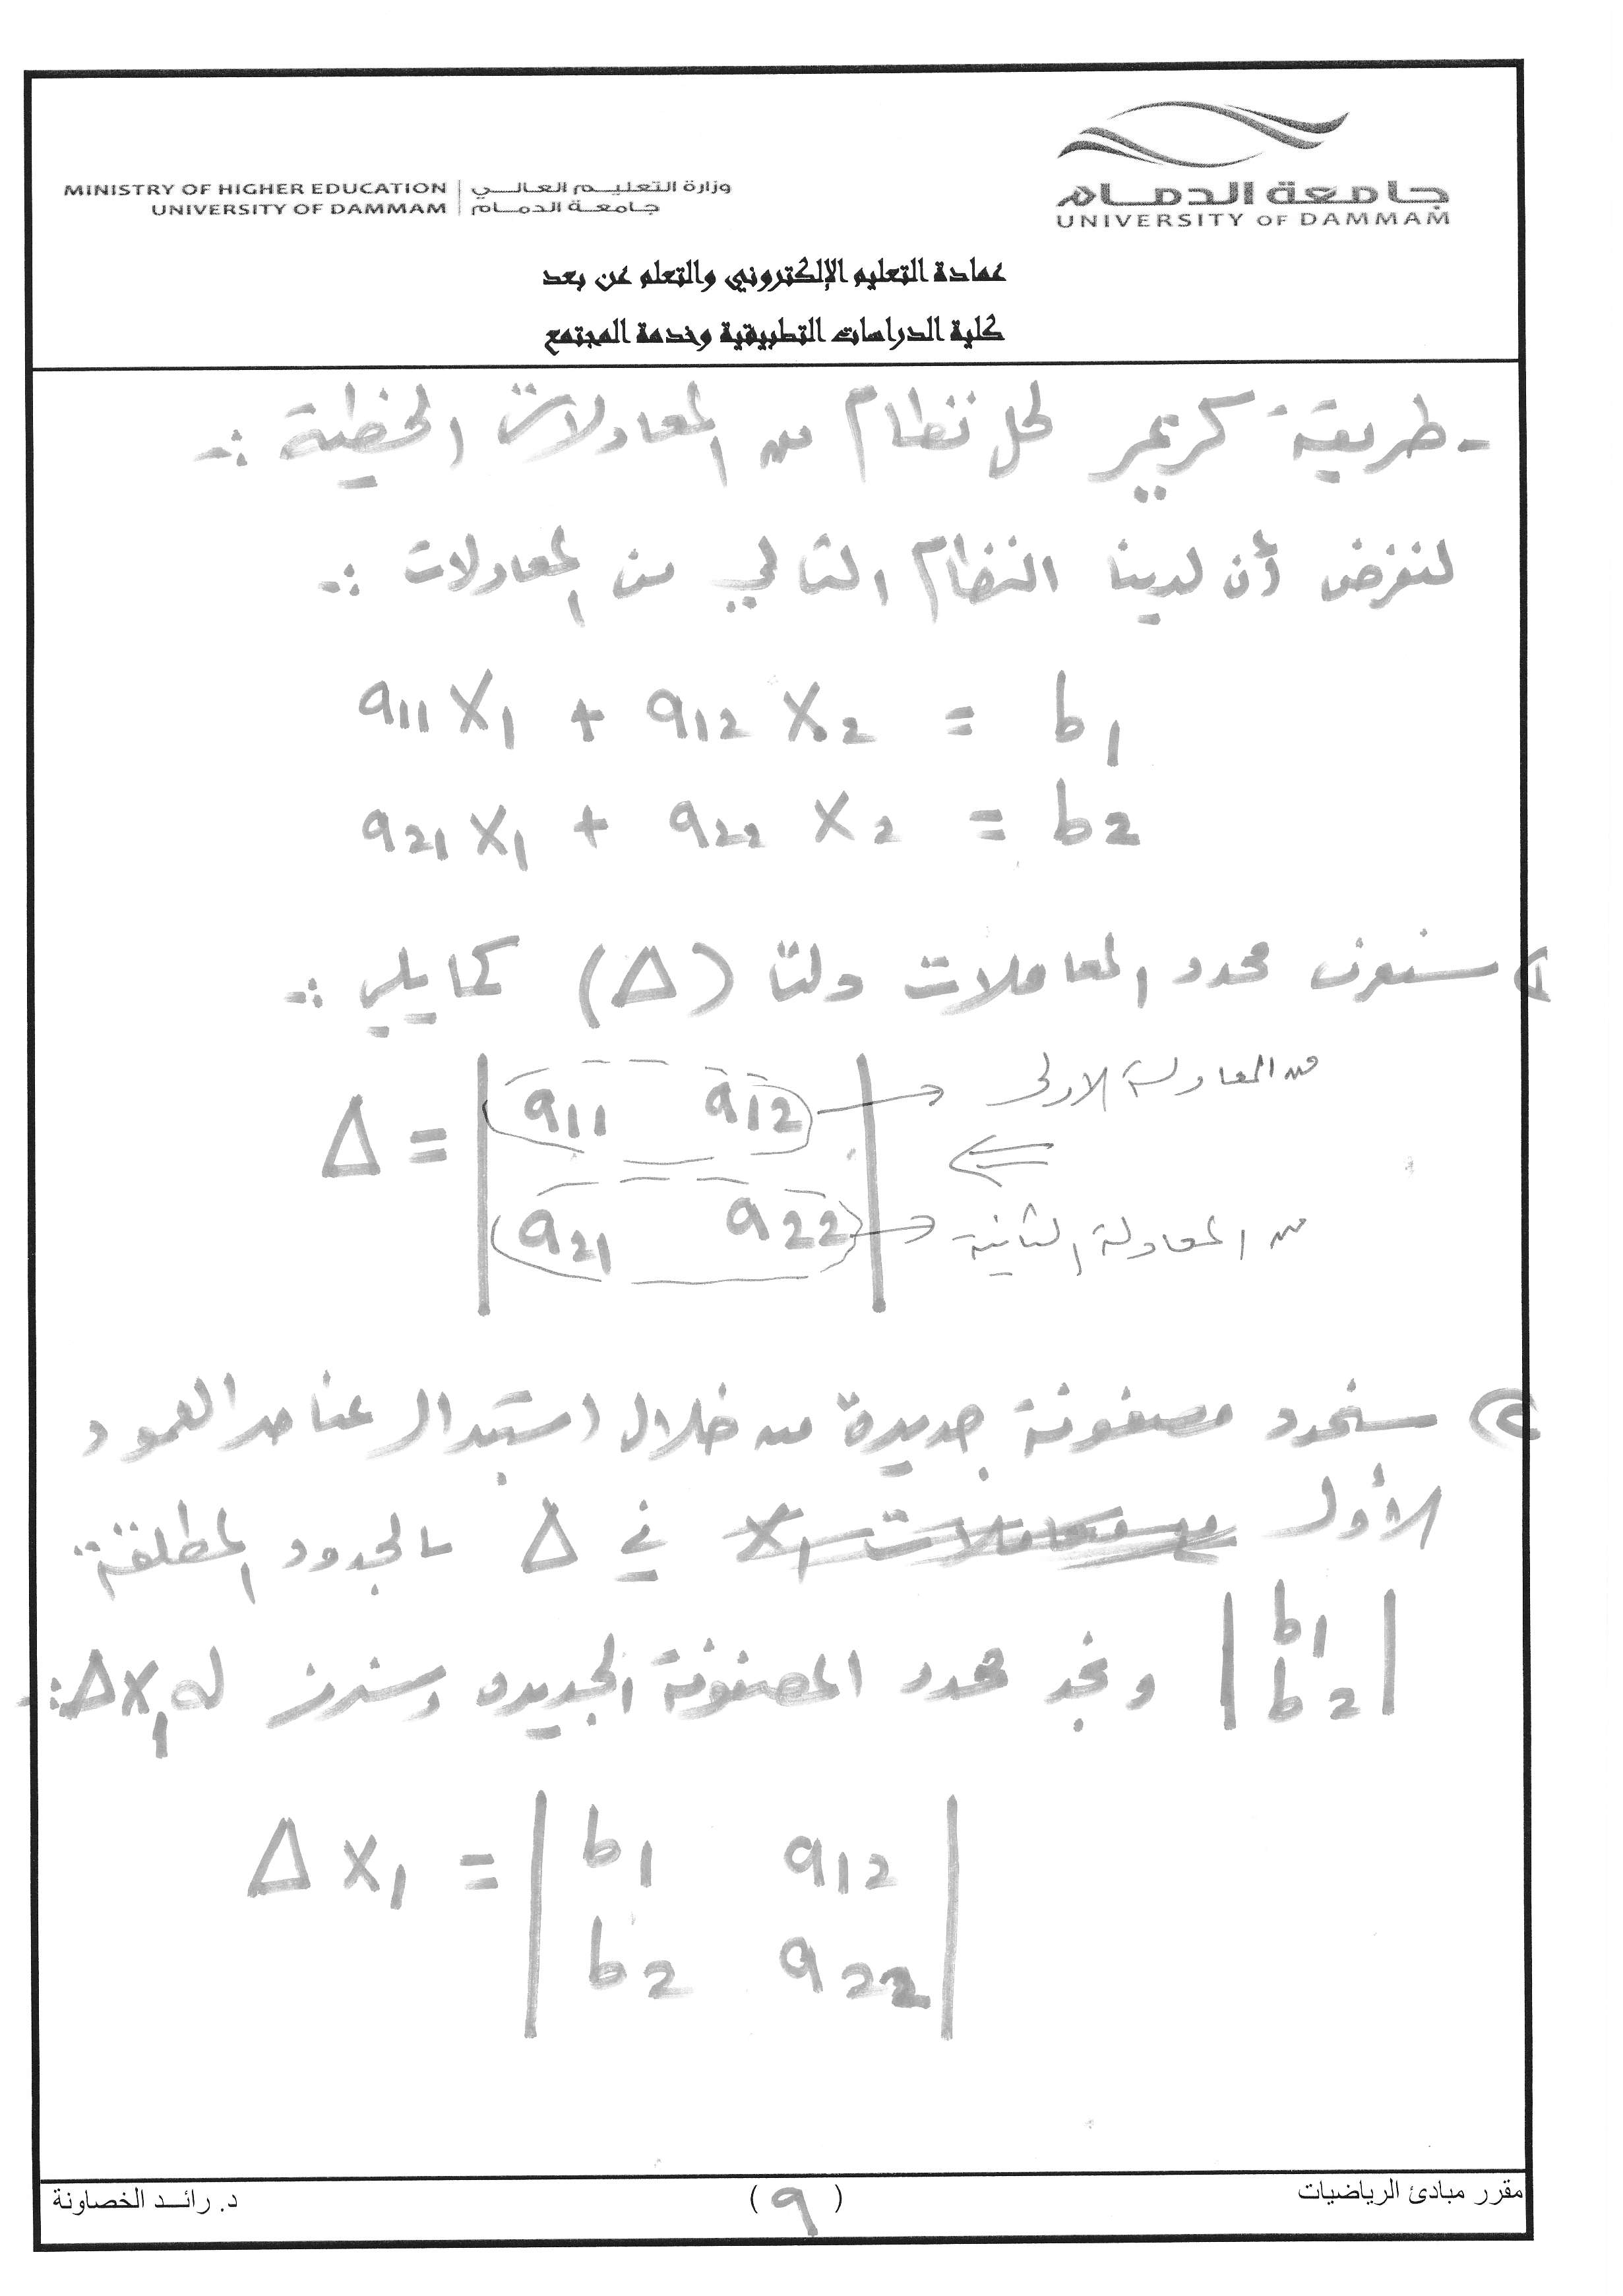 جامعة الدمام
UNIVERSITY OF DAMMAM
MINISTRY OF HIGHER EDUCATION | وزارة التعليم العالي
UNIVERSITY OF DAMMAM | جامعة الدمام
عمادة التعليم الإلكتروني والتعلم عن بعد
كلية الدراسات التطبيقية وخدمة المجتمع
- طريقة كريمر لحل نظام من المعادلات الخطية :-
لنفرض أن لدينا النظام التالي من المعادلات :-
a11 X1 + a12 X2 = b1
a21 X1 + a22 X2 = b2
1) سنعرف محدد المعاملات دلتا (Δ) كما يلي :-
Δ = | a11 a12 | → من المعادلة الاولى
⇐
| a21 a22 | → من المعادلة الثانية
2) سنحدد مصفوفة جديدة من خلال استبدال عناصر العمود
الأول في Δ بالحدود المطلقة
| b1 |
| b2 | ونجد محدد المصفوفة الجديده وسنرمز له ΔX1 :-
Δ X1 = | b1 a12 |
| b2 a22 |
مقرر مبادئ الرياضيات
(9)
د. رائد الخصاونة